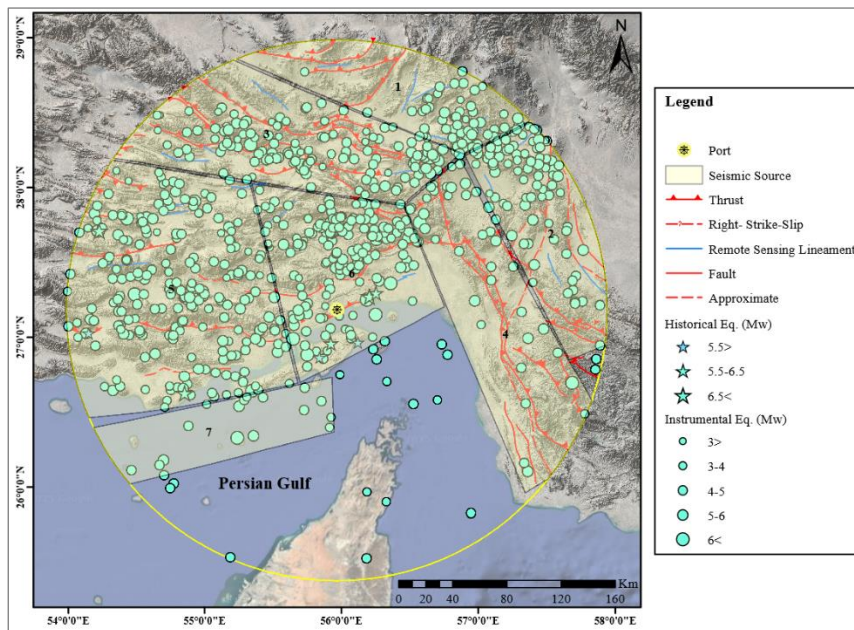 N
29°0'0"N
28°0'0"N
27°0'0"N
26°0'0"N
1
3
2
6
5
4
7
Persian Gulf
Km
0 20 40 80 120 160
54°0'0"E 55°0'0"E 56°0'0"E 57°0'0"E 58°0'0"E
Legend
Port
Seismic Source
Thrust
Right- Strike-Slip
Remote Sensing Lineament
Fault
Approximate
Historical Eq. (Mw)
5.5>
5.5-6.5
6.5<
Instrumental Eq. (Mw)
3>
3-4
4-5
5-6
6<